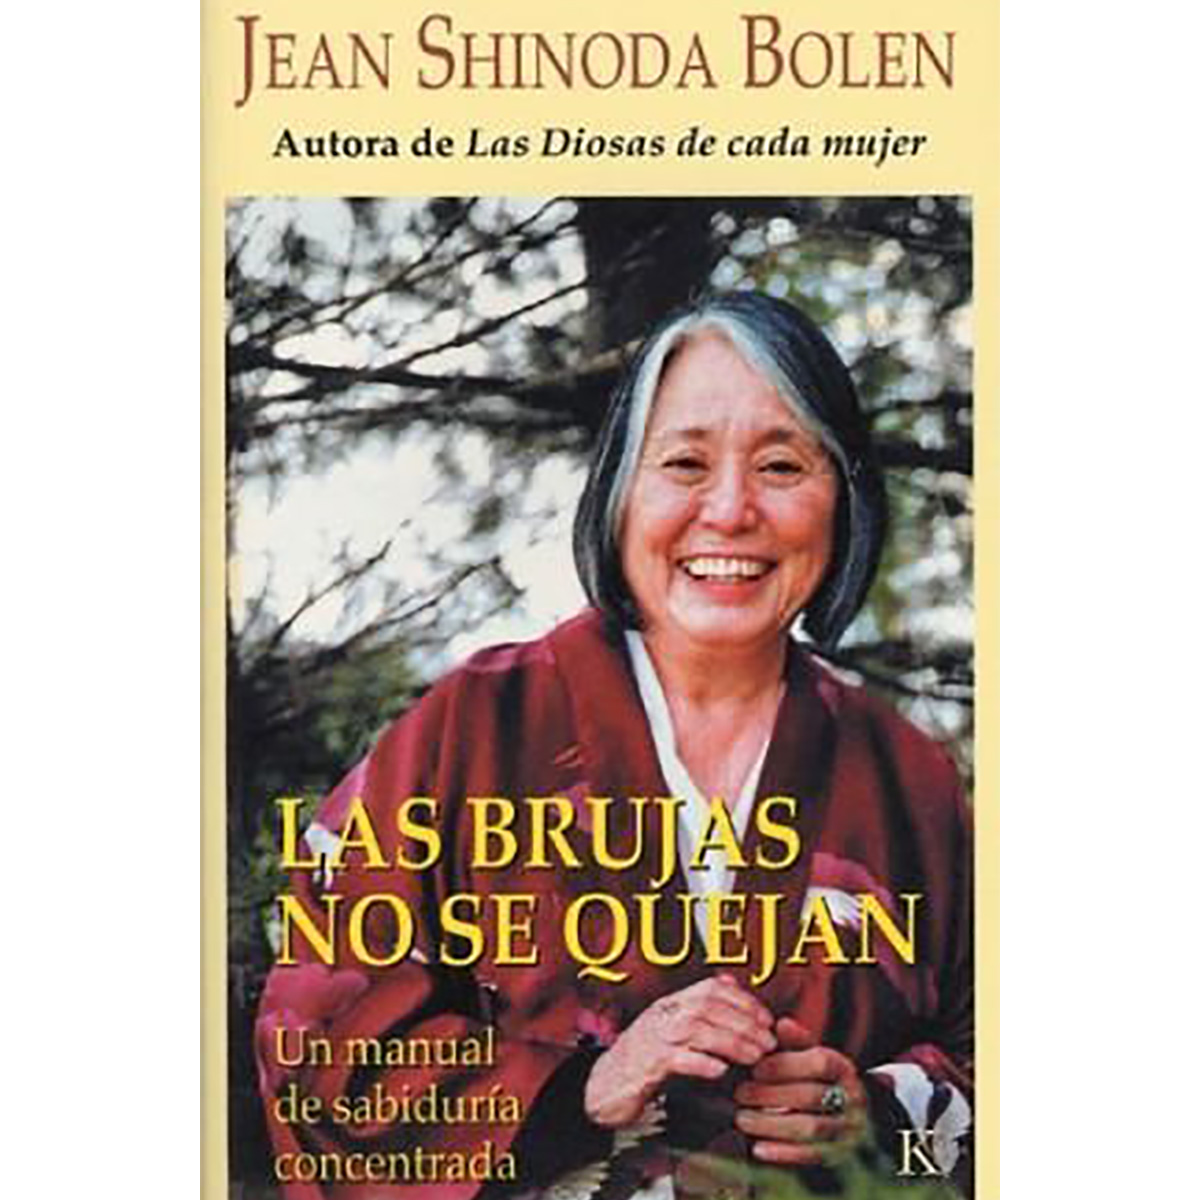 JEAN SHINODA BOLEN
Autora de Las Diosas de cada mujer
LAS BRUJAS
NO SE QUEJAN
Un manual
de sabiduría
concentrada
K